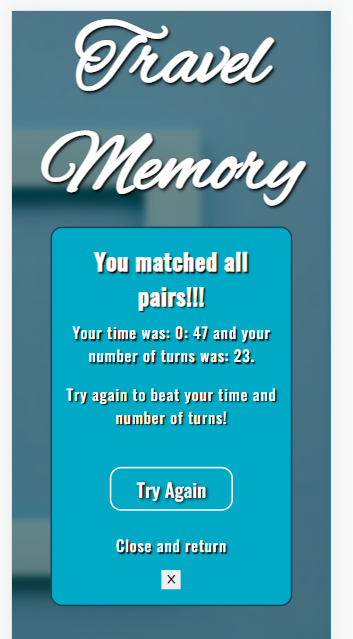 Travel
Memory
You matched all
pairs!!!
Your time was: 0: 47 and your
number of turns was: 23.
Try again to beat your time and
number of turns!
Try Again
Close and return
X